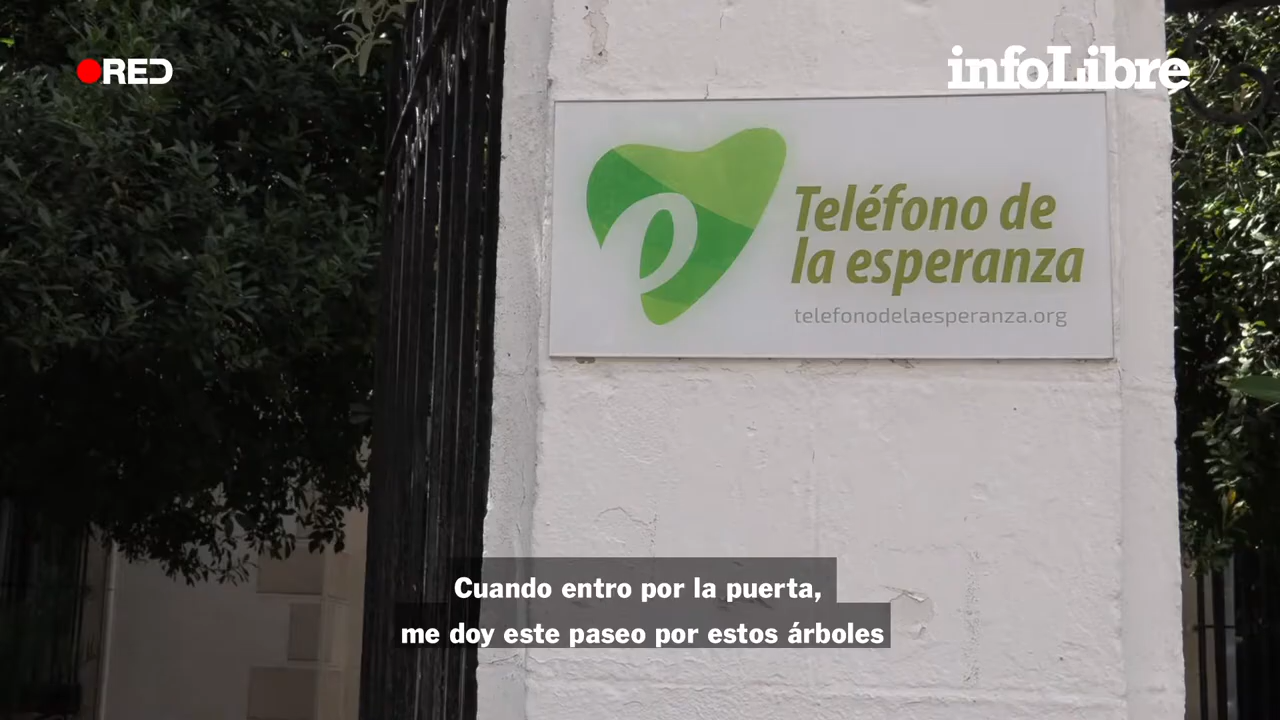 RED
infoLibre
Teléfono de
la esperanza
telefonodelaesperanza.org
Cuando entro por la puerta,
me doy este paseo por estos árboles